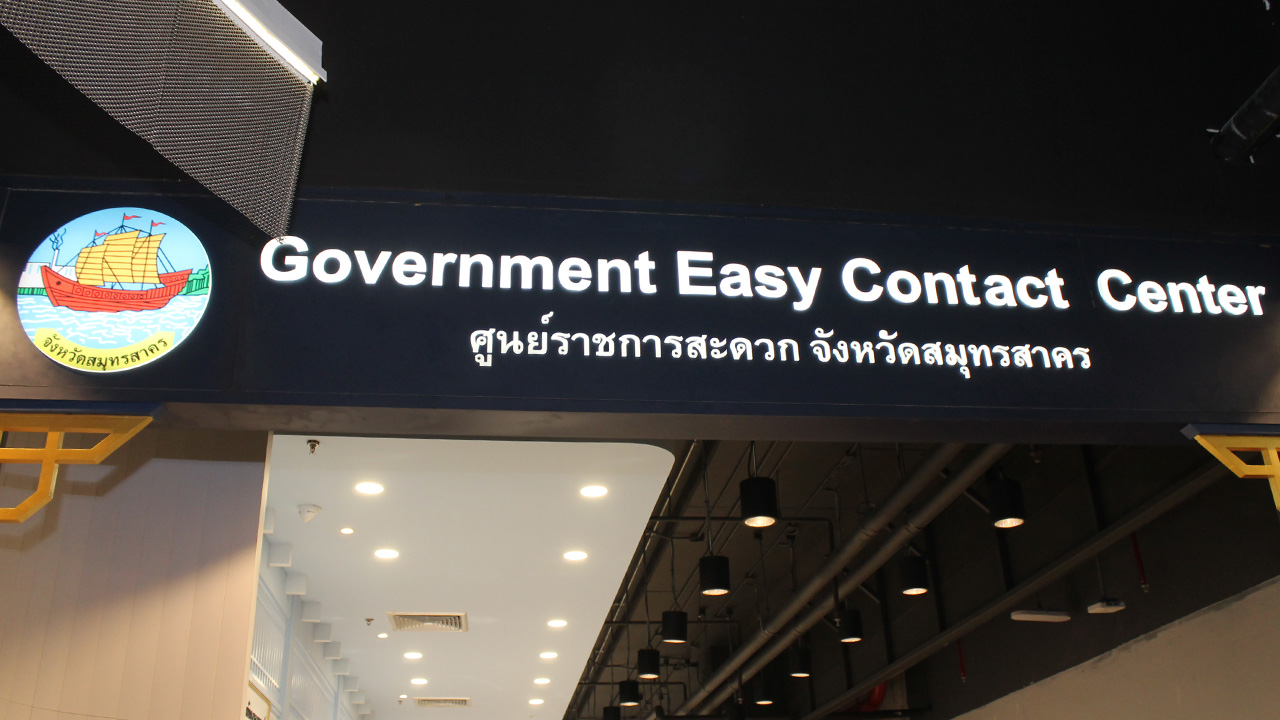 Government Easy Contact Center
ศูนย์ราชการสะดวก จังหวัดสมุทรสาคร
จังหวัดสมุทรสาคร